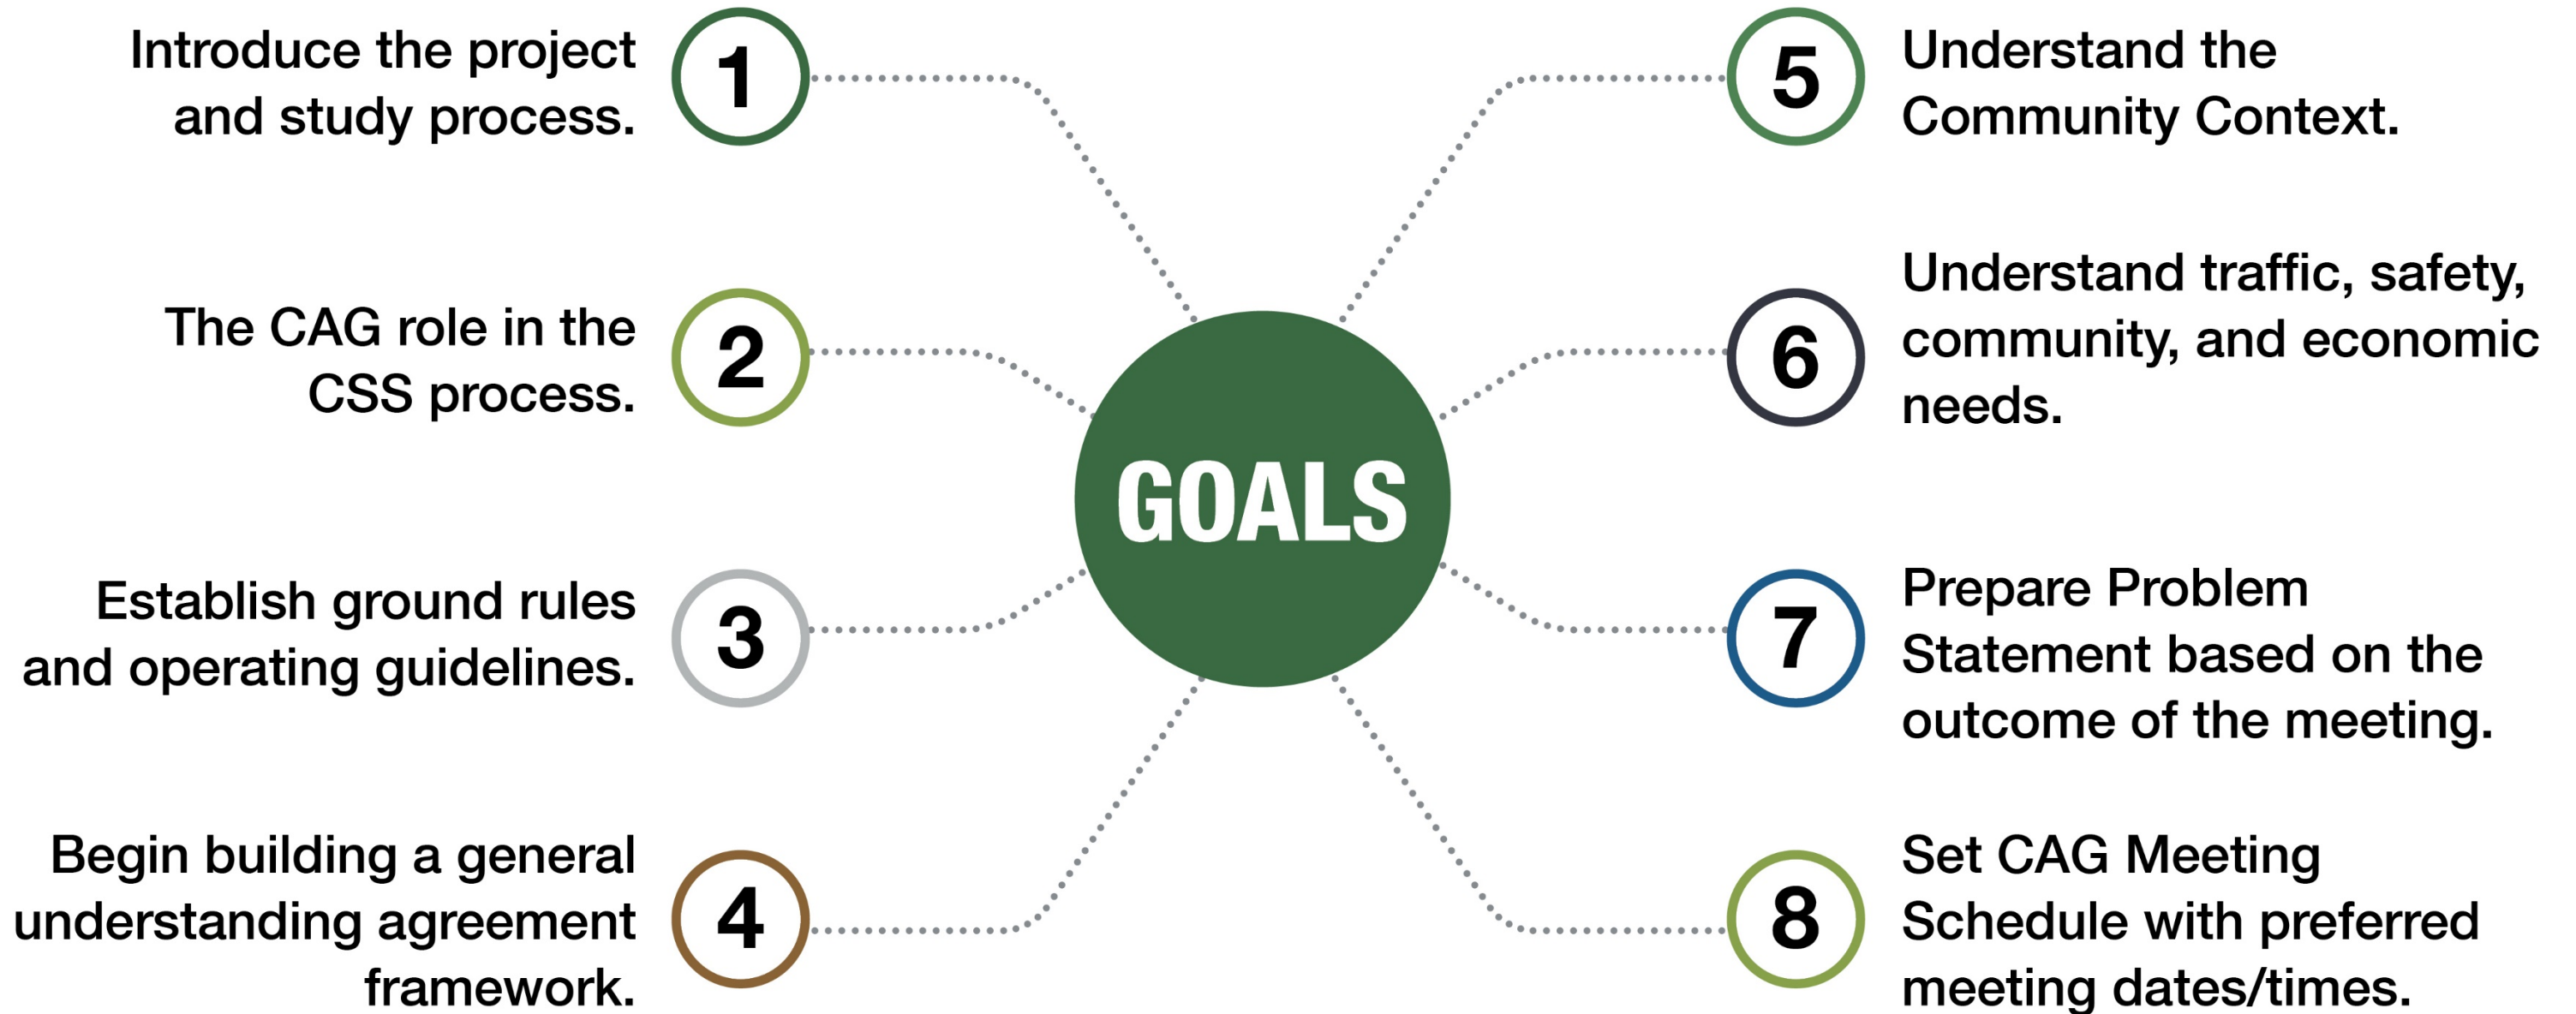 Introduce the project
and study process.
1
The CAG role in the
CSS process.
2
Establish ground rules
and operating guidelines.
3
Begin building a general
understanding agreement
framework.
4
GOALS
5
Understand the
Community Context.
6
Understand traffic, safety,
community, and economic
needs.
7
Prepare Problem
Statement based on the
outcome of the meeting.
8
Set CAG Meeting
Schedule with preferred
meeting dates/times.